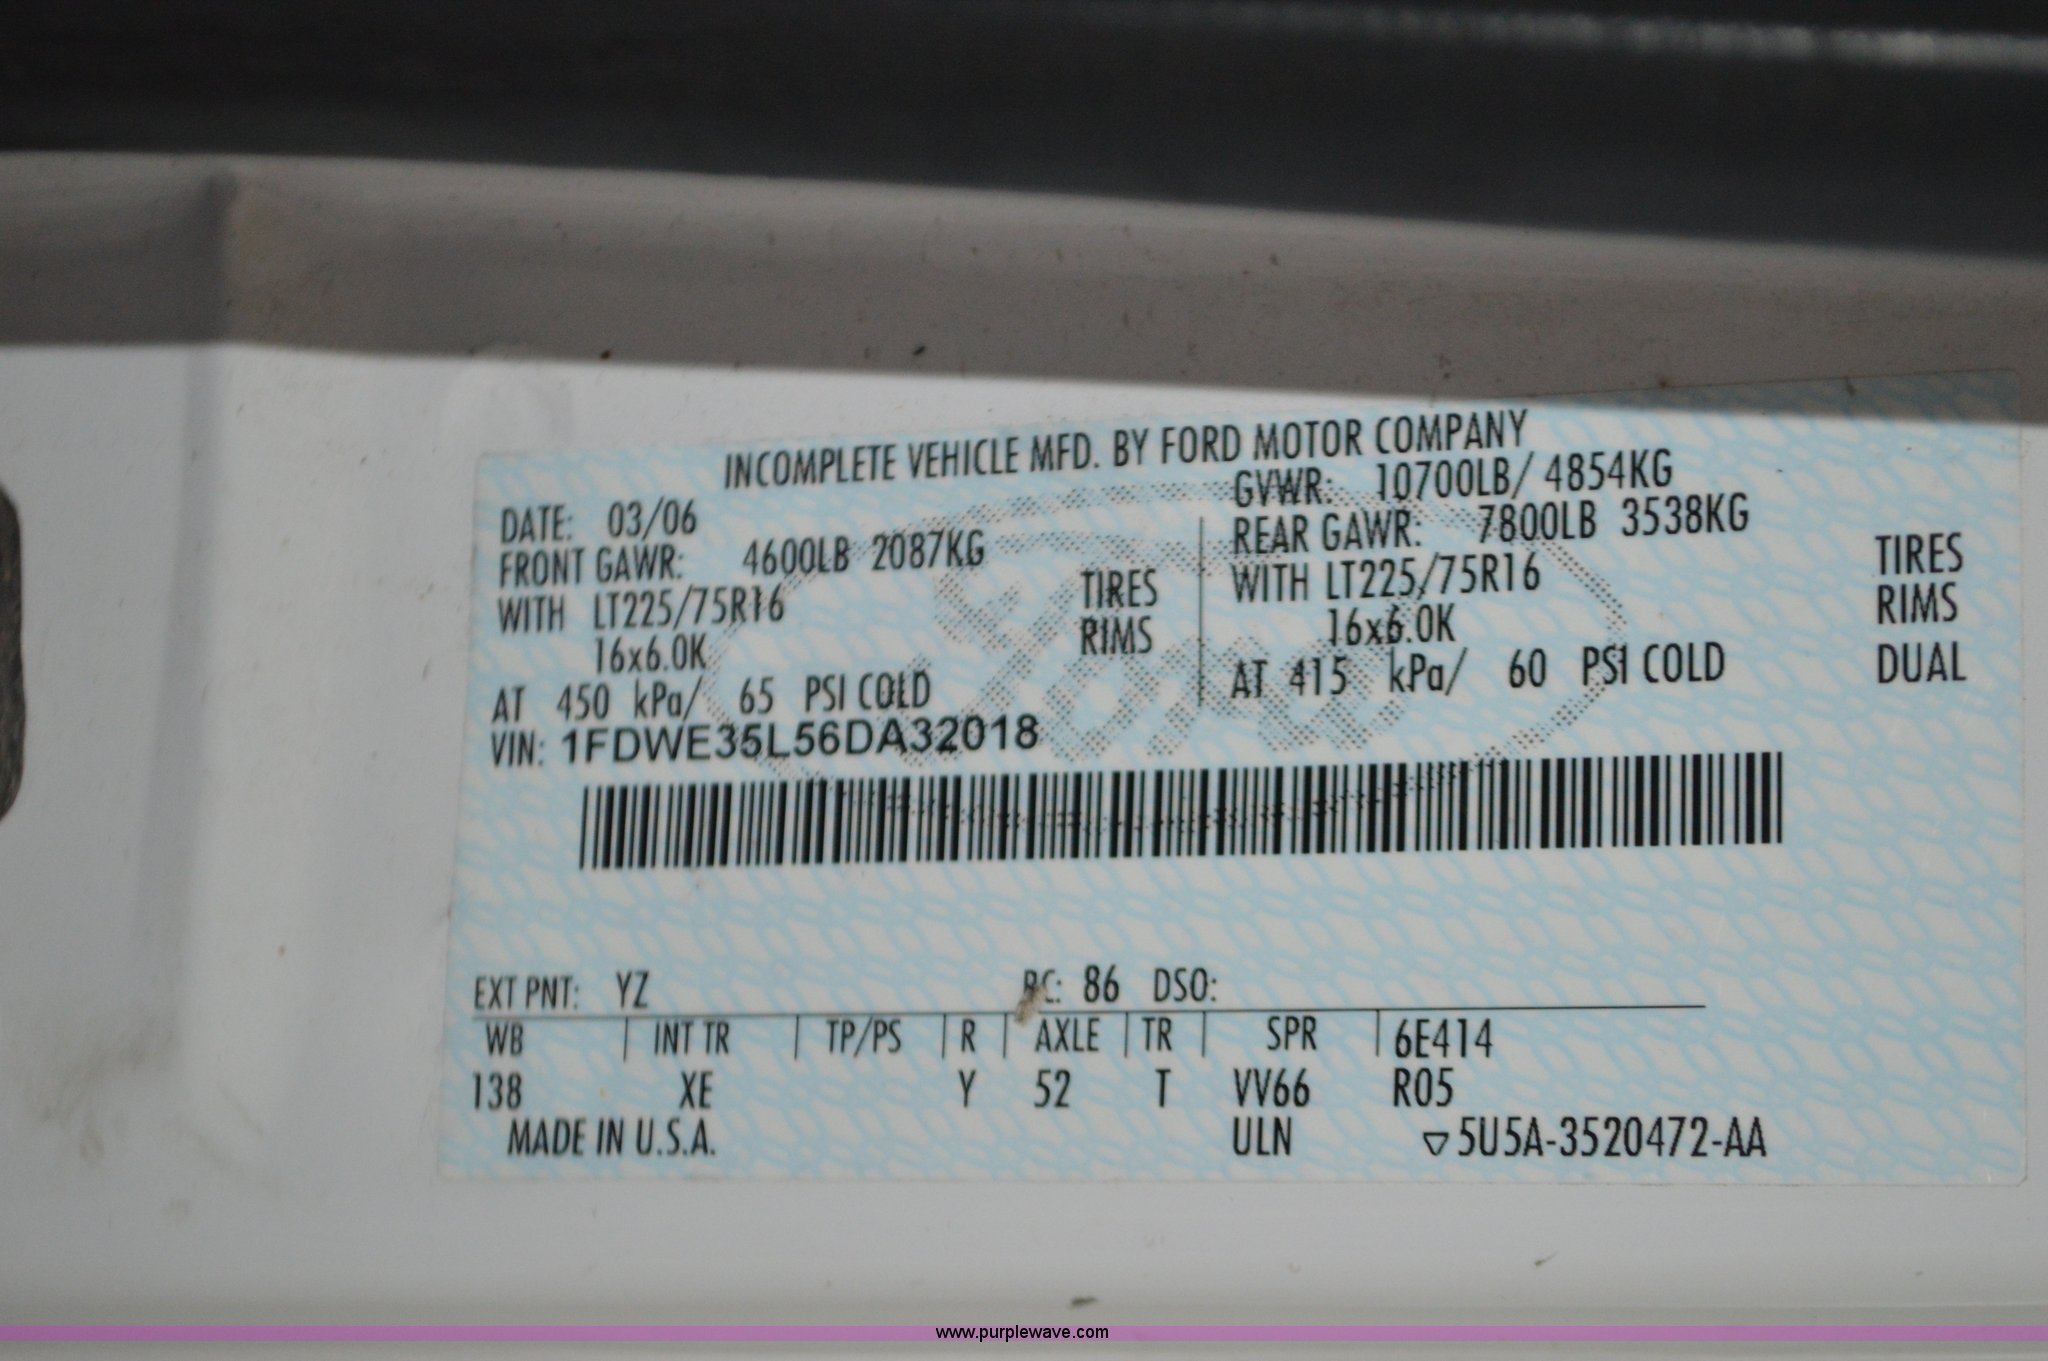 INCOMPLETE VEHICLE MFD. BY FORD MOTOR COMPANY
DATE: 03/06
GVWR: 10700LB/ 4854KG
FRONT GAWR: 4600LB 2087KG
REAR GAWR: 7800LB 3538KG
WITH LT225/75R16 TIRES
WITH LT225/75R16 TIRES
16x6.0K RIMS
16x6.0K RIMS
AT 450 kPa/ 65 PSI COLD
AT 415 kPa/ 60 PSI COLD DUAL
VIN: 1FDWE35L56DA32018
Ford
EXT PNT: YZ RC: 86 DSO:
WB INT TR TP/PS R AXLE TR SPR 6E414
138 XE Y 52 T VV66 R05
MADE IN U.S.A. ULN ▽5U5A-3520472-AA
www.purplewave.com